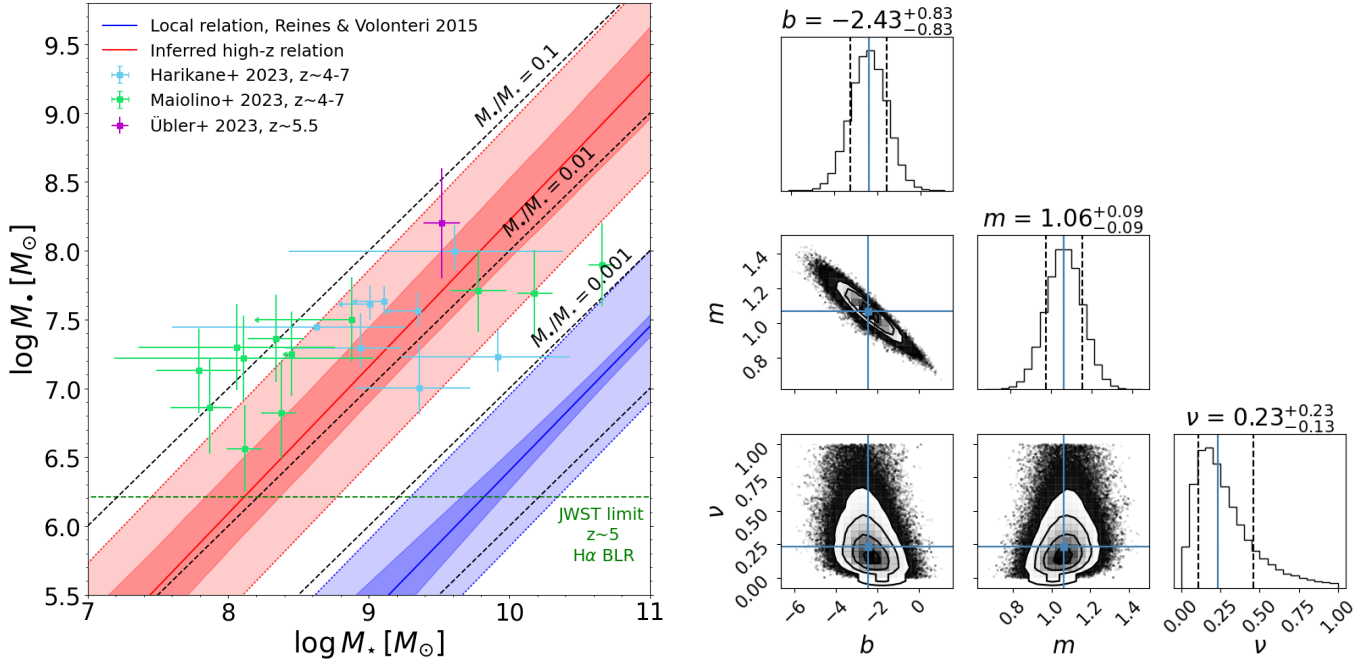 Local relation, Reines & Volonteri 2015
Inferred high-z relation
Harikane+ 2023, z~4-7
Maiolino+ 2023, z~4-7
Übler+ 2023, z~5.5
M•/M⋆ = 0.1
M•/M⋆ = 0.01
M•/M⋆ = 0.001
JWST limit
z~5
Hα BLR
9.5
9.0
8.5
8.0
7.5
7.0
6.5
6.0
5.5
log M• [M⊙]
7
8
9
10
11
log M⋆ [M⊙]
b = −2.43 +0.83 −0.83
m = 1.06 +0.09 −0.09
ν = 0.23 +0.23 −0.13
1.4
1.2
1.0
0.8
m
1.00
0.75
0.50
0.25
0.00
ν
−6
−4
−2
0
b
0.8
1.0
1.2
1.4
m
0.00
0.25
0.50
0.75
1.00
ν